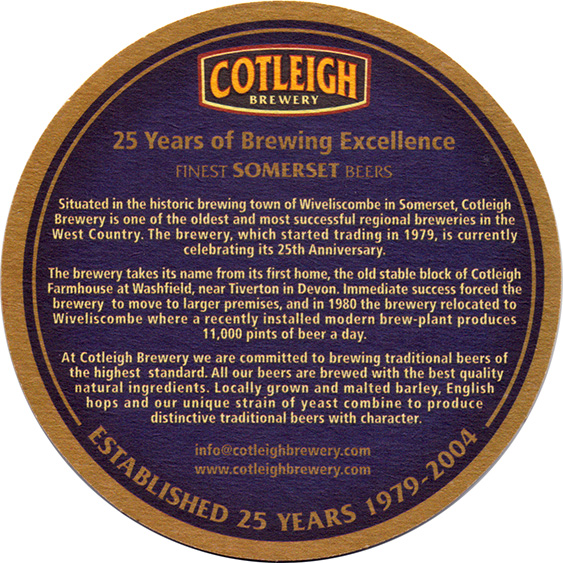 COTLEIGH
BREWERY
25 Years of Brewing Excellence
FINEST SOMERSET BEERS
Situated in the historic brewing town of Wiveliscombe in Somerset, Cotleigh
Brewery is one of the oldest and most successful regional breweries in the
West Country. The brewery, which started trading in 1979, is currently
celebrating its 25th Anniversary.
The brewery takes its name from its first home, the old stable block of Cotleigh
Farmhouse at Washfield, near Tiverton in Devon. Immediate success forced the
brewery to move to larger premises, and in 1980 the brewery relocated to
Wiveliscombe where a recently installed modern brew-plant produces
11,000 pints of beer a day.
At Cotleigh Brewery we are committed to brewing traditional beers of
the highest standard. All our beers are brewed with the best quality
natural ingredients. Locally grown and malted barley, English
hops and our unique strain of yeast combine to produce
distinctive traditional beers with character.
info@cotleighbrewery.com
www.cotleighbrewery.com
ESTABLISHED 25 YEARS 1979-2004